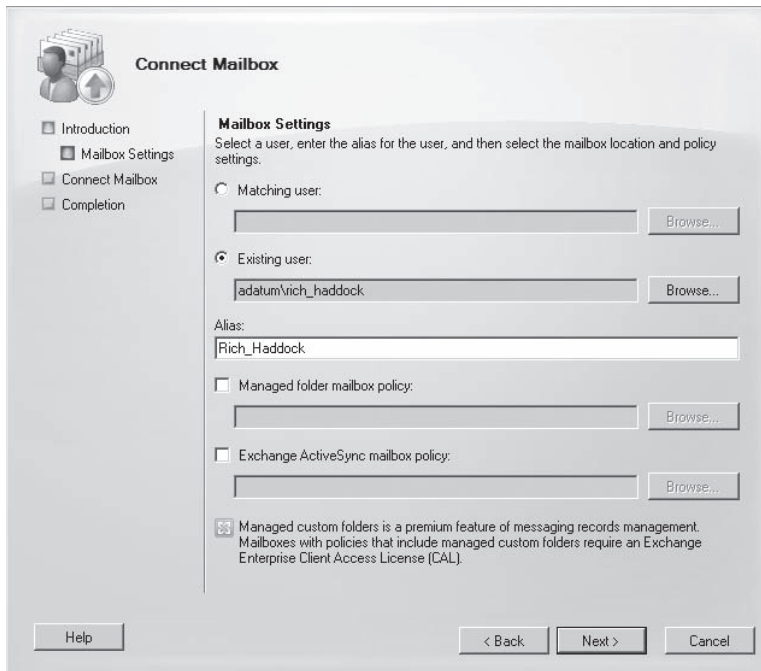 Connect Mailbox
Introduction
Mailbox Settings
Connect Mailbox
Completion
Mailbox Settings
Select a user, enter the alias for the user, and then select the mailbox location and policy
settings.
Matching user:
Browse...
Existing user:
adatum\rich_haddock
Browse...
Alias:
Rich_Haddock
Managed folder mailbox policy:
Browse...
Exchange ActiveSync mailbox policy:
Browse...
Managed custom folders is a premium feature of messaging records management.
Mailboxes with policies that include managed custom folders require an Exchange
Enterprise Client Access License (CAL).
Help
< Back
Next >
Cancel